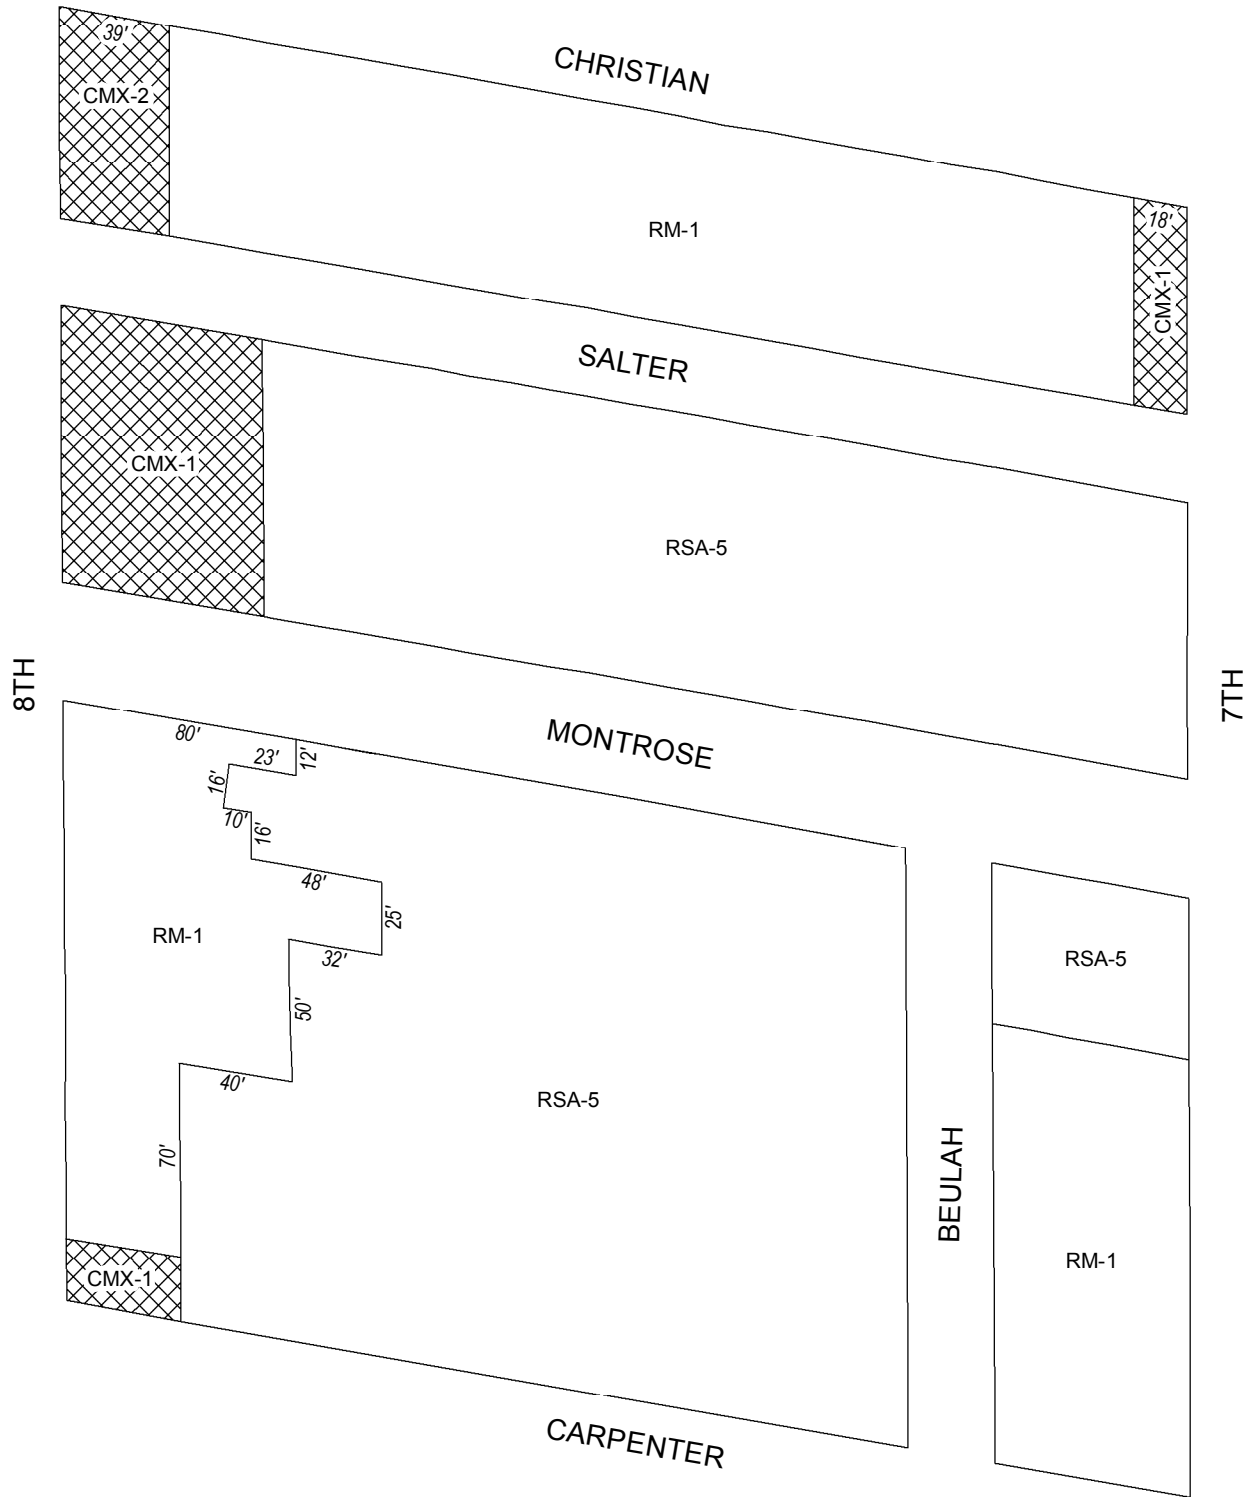 39'
CHRISTIAN
CMX-2
RM-1
18'
CMX-1
SALTER
CMX-1
RSA-5
8TH
7TH
MONTROSE
80'
23'
12'
16'
10'
16'
48'
25'
RM-1
32'
RSA-5
50'
40'
RSA-5
70'
BEULAH
RM-1
CMX-1
CARPENTER